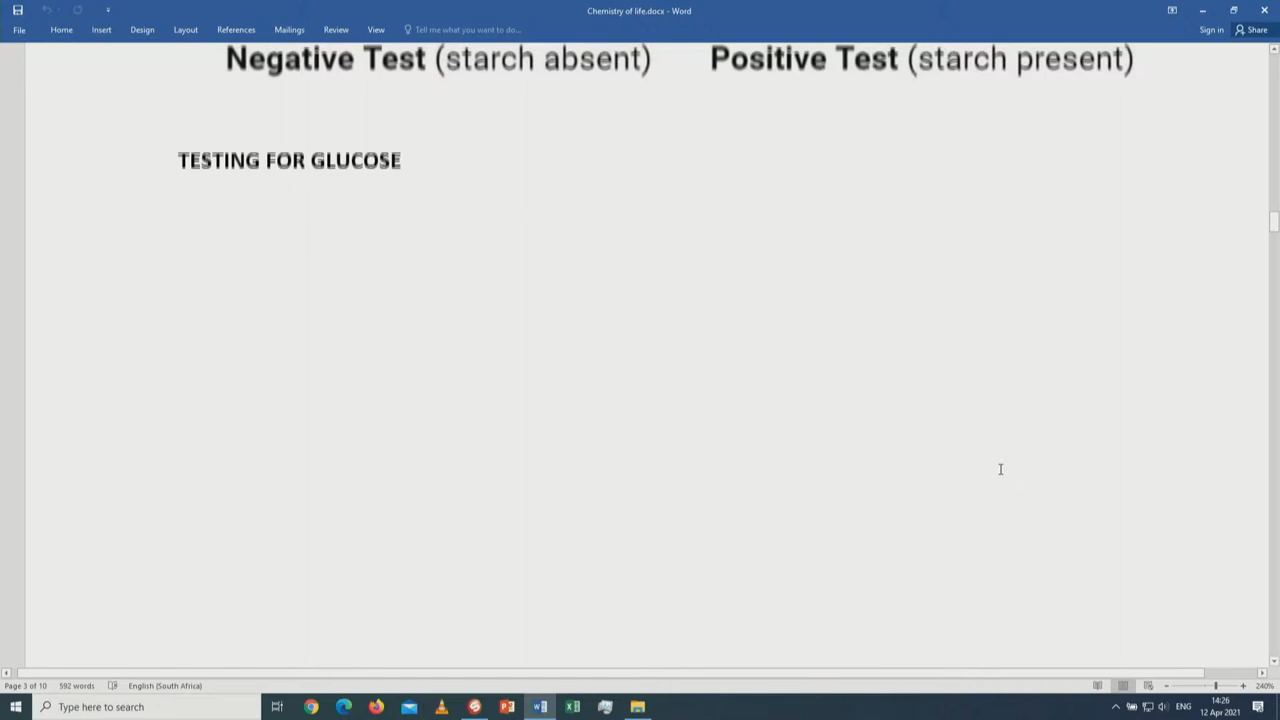 Chemistry of life.docx - Word
File Home Insert Design Layout References Mailings Review View Tell me what you want to do... Sign in Share
Negative Test (starch absent) Positive Test (starch present)
TESTING FOR GLUCOSE
Page 3 of 10 592 words English (South Africa) 240%
Type here to search
ENG
14:26
12 Apr 2021